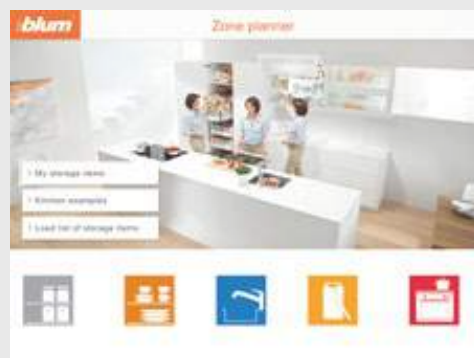 blum
Zone planner
My storage items
Kitchen examples
Load list of storage items